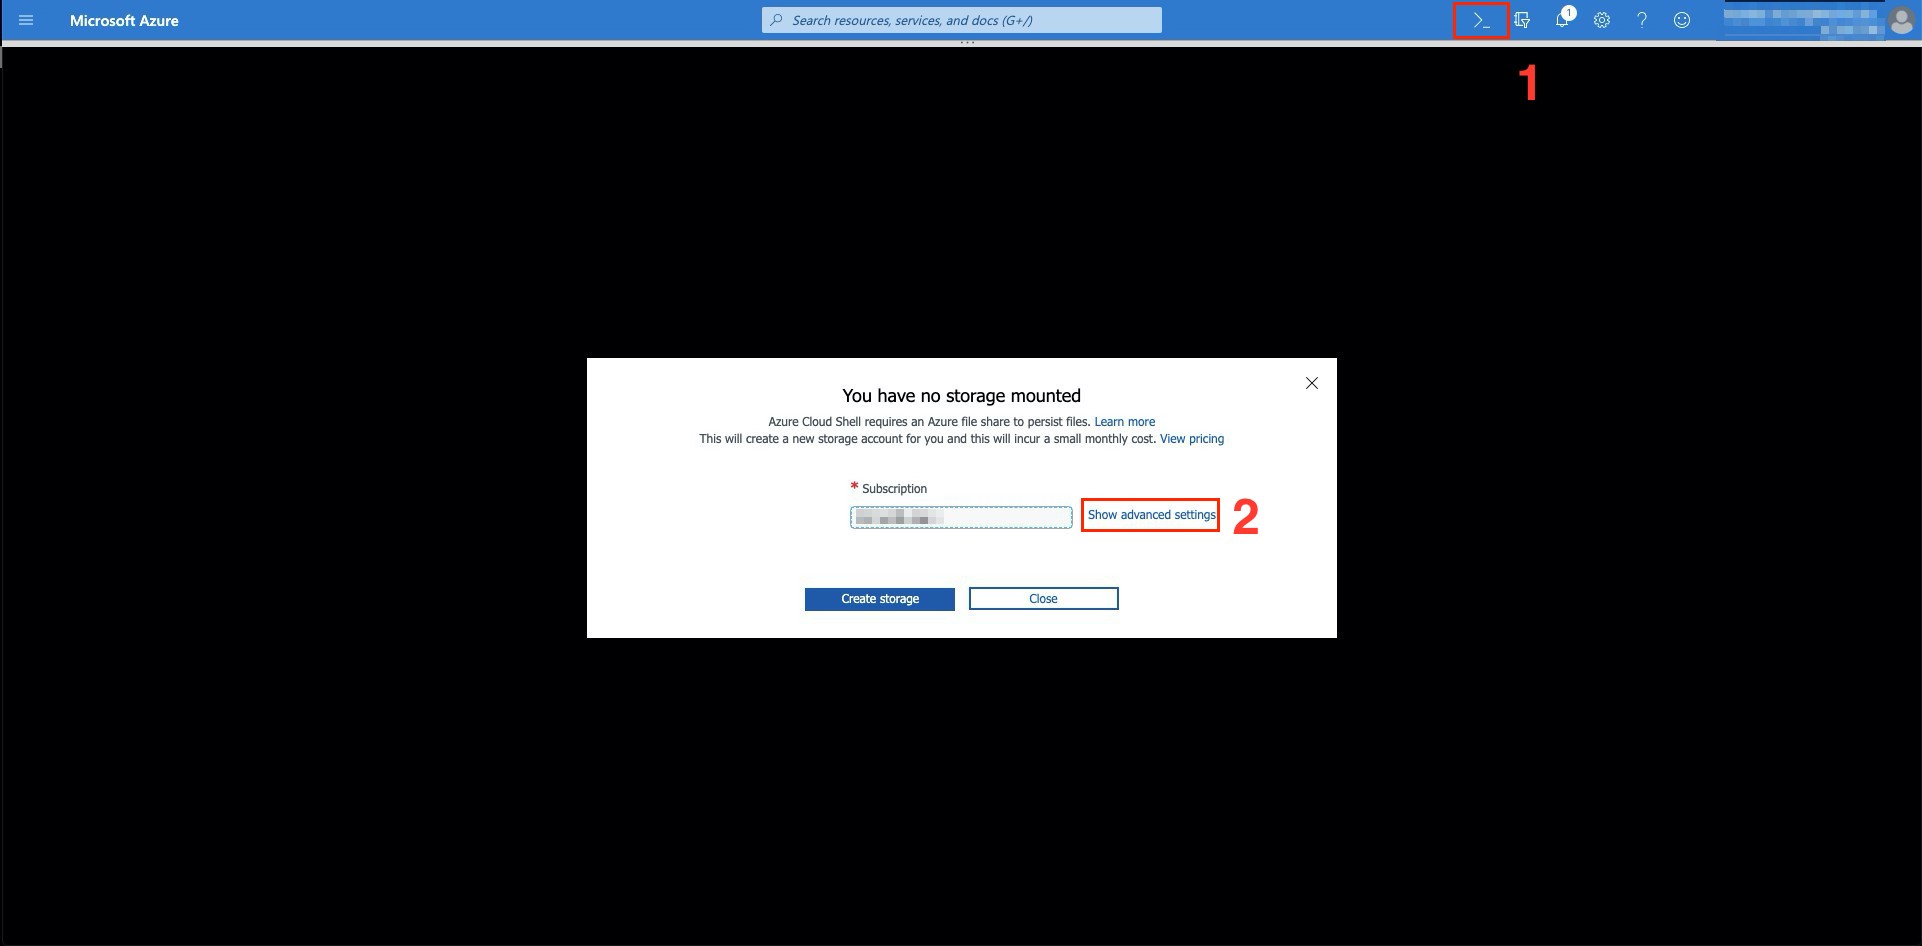 Microsoft Azure
Search resources, services, and docs (G+/)
>_
1
?
1
You have no storage mounted
Azure Cloud Shell requires an Azure file share to persist files. Learn more
This will create a new storage account for you and this will incur a small monthly cost. View pricing
* Subscription
Show advanced settings
2
Create storage
Close